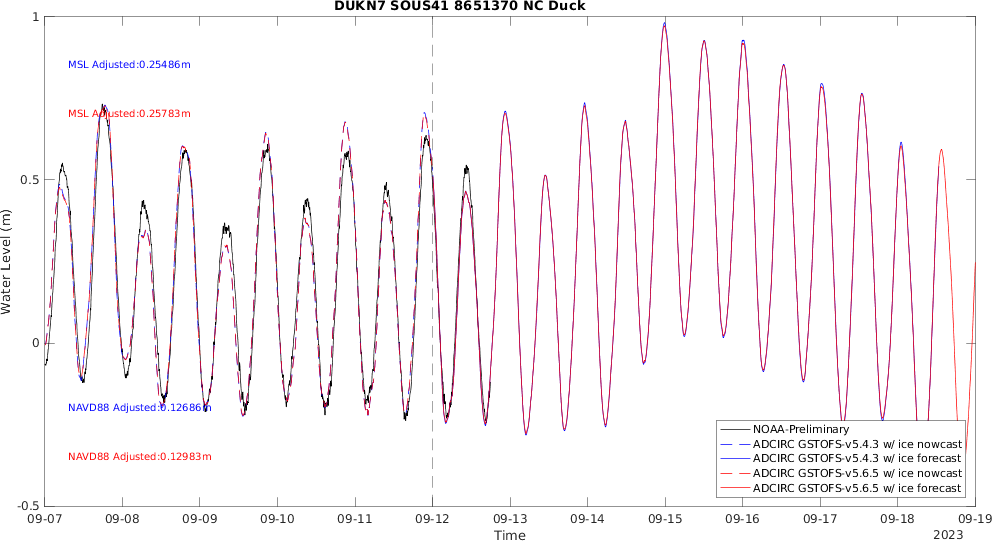 DUKN7 SOUS41 8651370 NC Duck
1
MSL Adjusted:0.25486m
MSL Adjusted:0.25783m
0.5
Water Level (m)
0
NAVD88 Adjusted:0.12686m
NAVD88 Adjusted:0.12983m
NOAA-Preliminary
ADCIRC GSTOFS-v5.4.3 w/ ice nowcast
ADCIRC GSTOFS-v5.4.3 w/ ice forecast
ADCIRC GSTOFS-v5.6.5 w/ ice nowcast
ADCIRC GSTOFS-v5.6.5 w/ ice forecast
-0.5
09-07 09-08 09-09 09-10 09-11 09-12 09-13 09-14 09-15 09-16 09-17 09-18 09-19
Time
2023